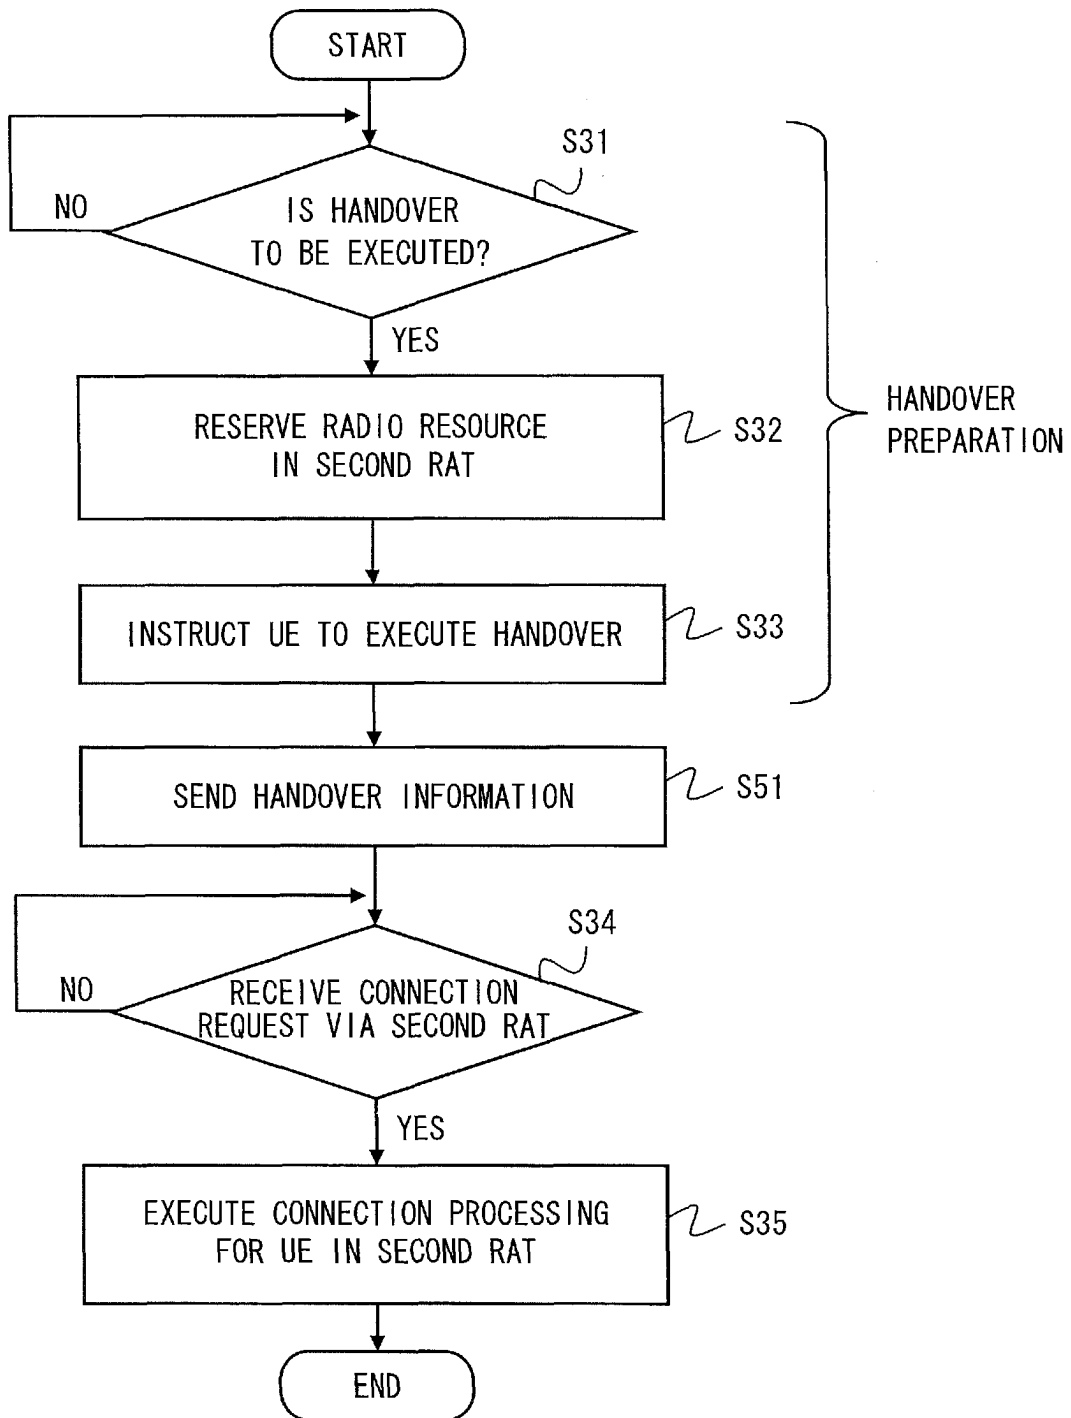 START
S31
NO
IS HANDOVER
TO BE EXECUTED?
YES
RESERVE RADIO RESOURCE
IN SECOND RAT
S32
HANDOVER
PREPARATION
INSTRUCT UE TO EXECUTE HANDOVER
S33
SEND HANDOVER INFORMATION
S51
S34
NO
RECEIVE CONNECTION
REQUEST VIA SECOND RAT
YES
EXECUTE CONNECTION PROCESSING
FOR UE IN SECOND RAT
S35
END